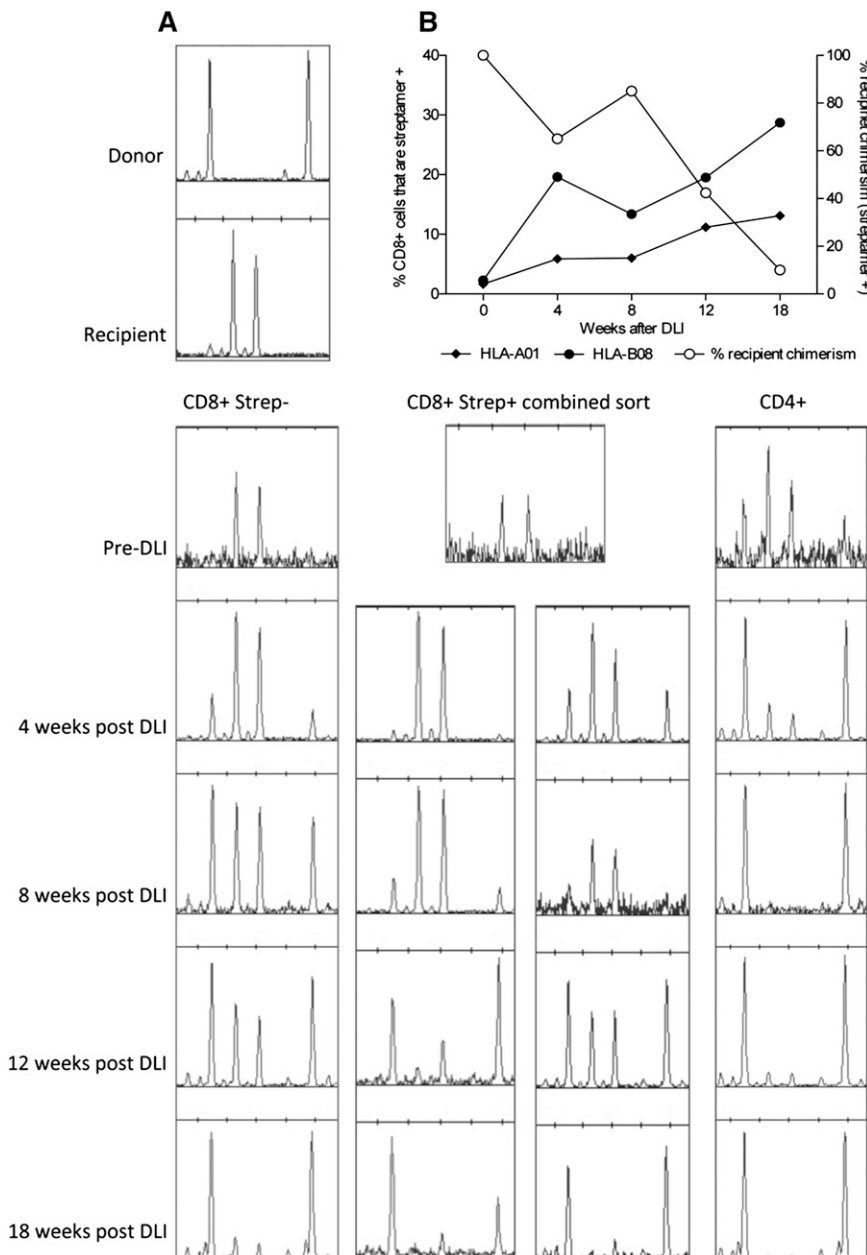 A
B
Donor
Recipient
40
30
20
10
0
% CD8+ cells that are streptamer +
100
80
60
40
20
0
% recipinet chimersim (streptamer +)
0 4 8 12 18
Weeks after DLI
HLA-A01 HLA-B08 % recipient chimerism
CD8+ Strep- CD8+ Strep+ combined sort CD4+
Pre-DLI
4 weeks post DLI
8 weeks post DLI
12 weeks post DLI
18 weeks post DLI